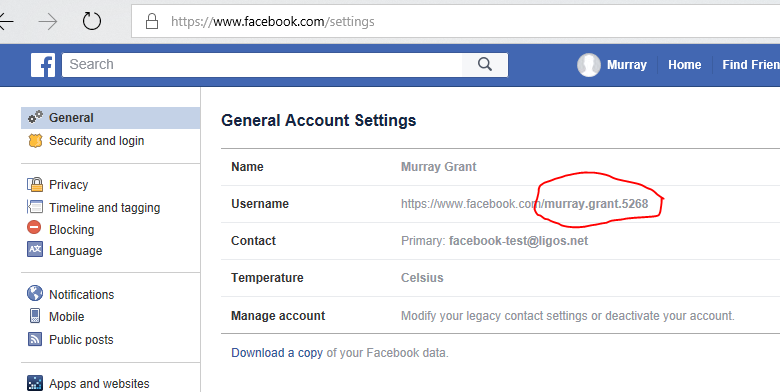 https://www.facebook.com/settings
f Search Murray Home Find Frien
General
Security and login
Privacy
Timeline and tagging
Blocking
Language
Notifications
Mobile
Public posts
Apps and websites
General Account Settings
Name Murray Grant
Username https://www.facebook.com/murray.grant.5268
Contact Primary: facebook-test@ligos.net
Temperature Celsius
Manage account Modify your legacy contact settings or deactivate your account.
Download a copy of your Facebook data.